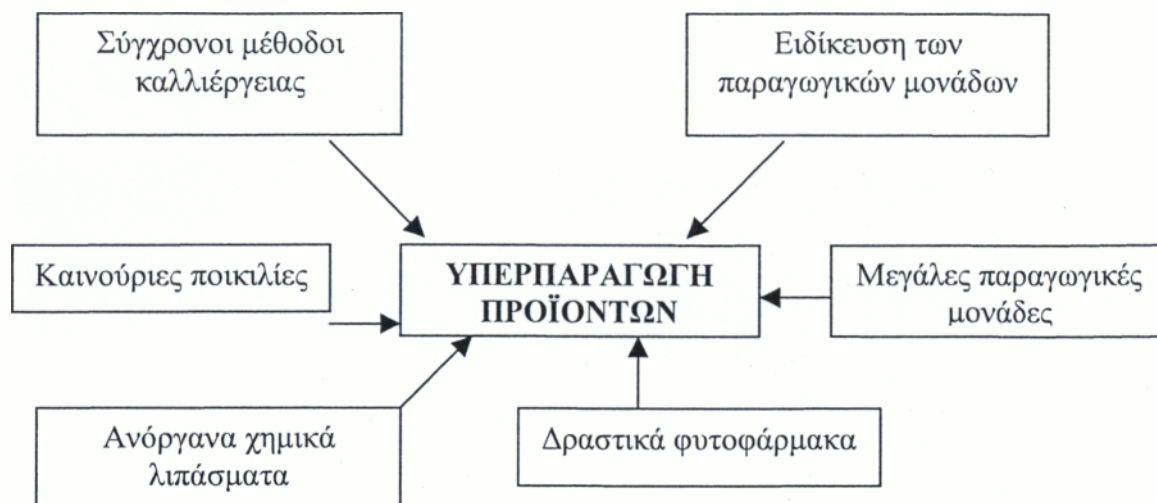 Σύγχρονοι μέθοδοι
καλλιέργειας
Ειδίκευση των
παραγωγικών μονάδων
Καινούριες ποικιλίες
ΥΠΕΡΠΑΡΑΓΩΓΗ
ΠΡΟΪΟΝΤΩΝ
Μεγάλες παραγωγικές
μονάδες
Ανόργανα χημικά
λιπάσματα
Δραστικά φυτοφάρμακα